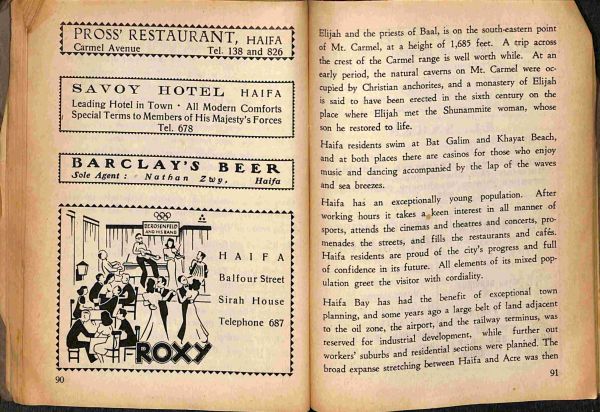 PROSS' RESTAURANT, HAIFA
Carmel Avenue Tel. 138 and 826
SAVOY HOTEL HAIFA
Leading Hotel in Town · All Modern Comforts
Special Terms to Members of His Majesty's Forces
Tel. 678
BARCLAY'S BEER
Sole Agent: Nathan Zwy, Haifa
ROSENFELD
AND HIS BAND
HAIFA
Balfour Street
Sirah House
Telephone 687
ROXY
90
Elijah and the priests of Baal, is on the south-eastern point
of Mt. Carmel, at a height of 1,685 feet. A trip across
the crest of the Carmel range is well worth while. At an
early period, the natural caverns on Mt. Carmel were oc-
cupied by Christian anchorites, and a monastery of Elijah
is said to have been erected in the sixth century on the
place where Elijah met the Shunammite woman, whose
son he restored to life.
Haifa residents swim at Bat Galim and Khayat Beach,
and at both places there are casinos for those who enjoy
music and dancing accompanied by the lap of the waves
and sea breezes.
Haifa has an exceptionally young population. After
working hours it takes a keen interest in all manner of
sports, attends the cinemas and theatres and concerts, pro-
menades the streets, and fills the restaurants and cafés.
Haifa residents are proud of the city's progress and full
of confidence in its future. All elements of its mixed pop-
ulation greet the visitor with cordiality.
Haifa Bay has had the benefit of exceptional town
planning, and some years ago a large belt of land adjacent
to the oil zone, the airport, and the railway terminus, was
reserved for industrial development, while further out
workers' suburbs and residential sections were planned. The
broad expanse stretching between Haifa and Acre was then
91